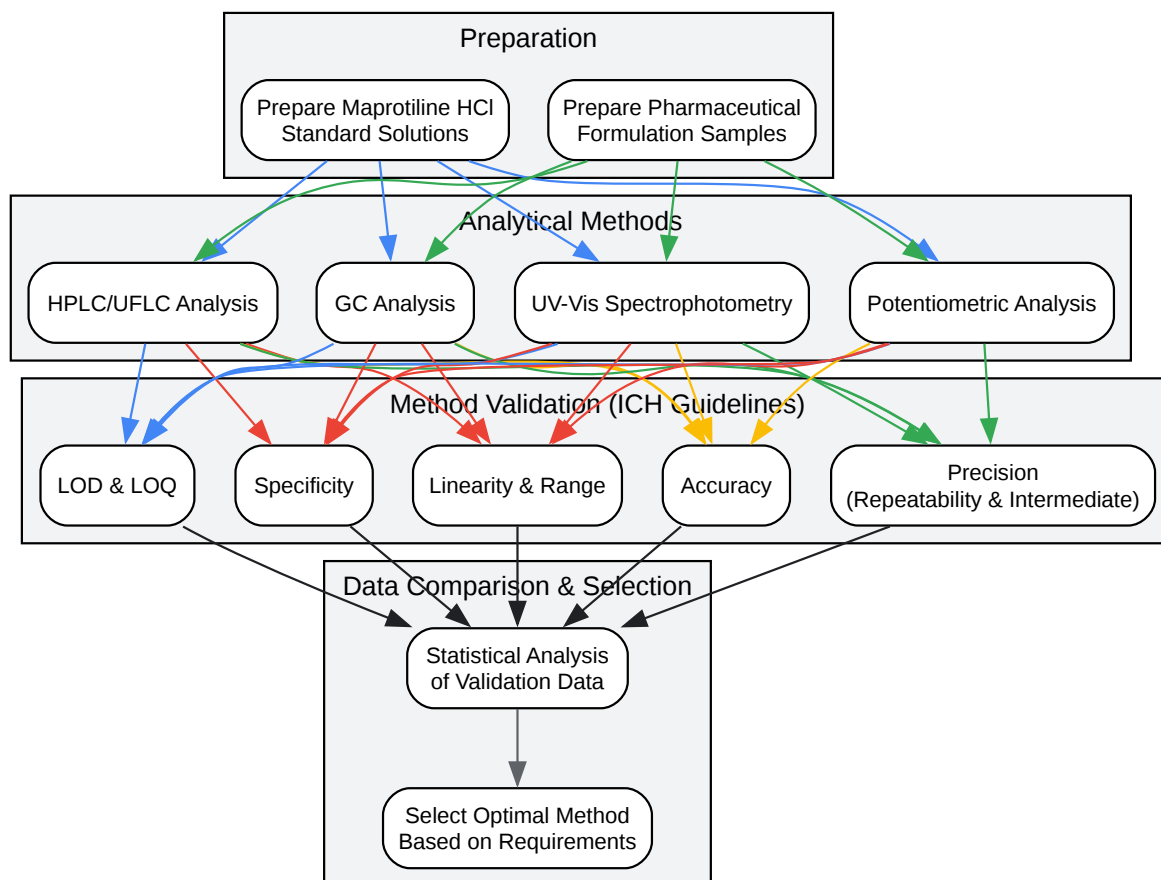 Preparation
Prepare Maprotiline HCl
Standard Solutions
Prepare Pharmaceutical
Formulation Samples
Analytical Methods
HPLC/UFLC Analysis
GC Analysis
UV-Vis Spectrophotometry
Potentiometric Analysis
Method Validation (ICH Guidelines)
LOD & LOQ
Specificity
Linearity & Range
Accuracy
Precision
(Repeatability & Intermediate)
Data Comparison & Selection
Statistical Analysis
of Validation Data
Select Optimal Method
Based on Requirements